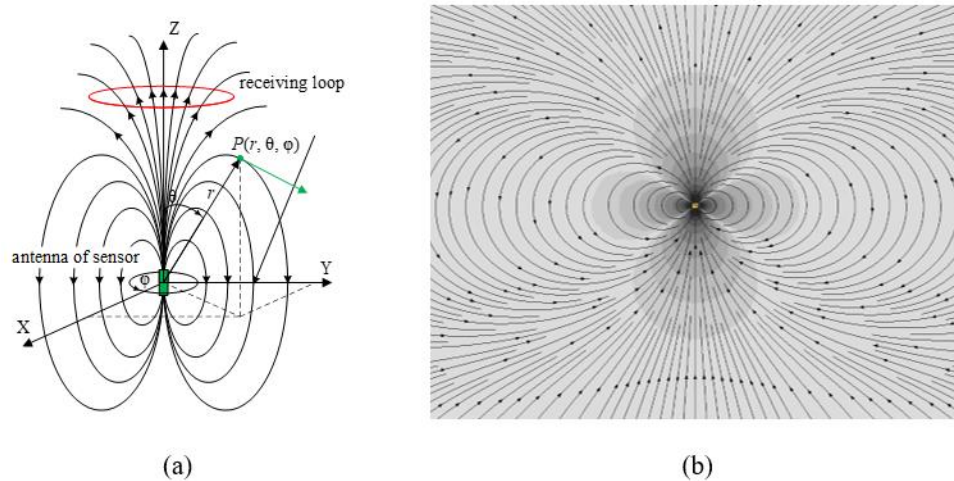 Z
receiving loop
P(r, θ, φ)
r
θ
antenna of sensor
φ
Y
X
(a)
(b)